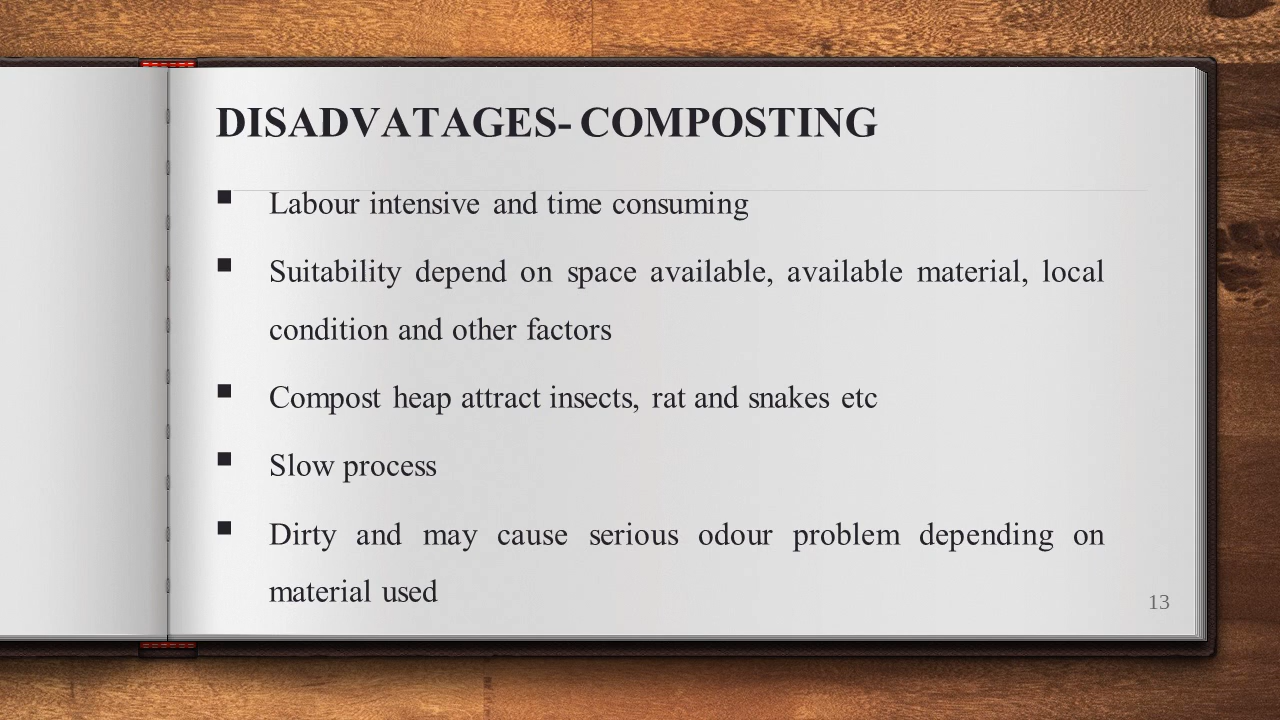 DISADVATAGES- COMPOSTING
■ Labour intensive and time consuming
■ Suitability depend on space available, available material, local
condition and other factors
■ Compost heap attract insects, rat and snakes etc
■ Slow process
■ Dirty and may cause serious odour problem depending on
material used
13